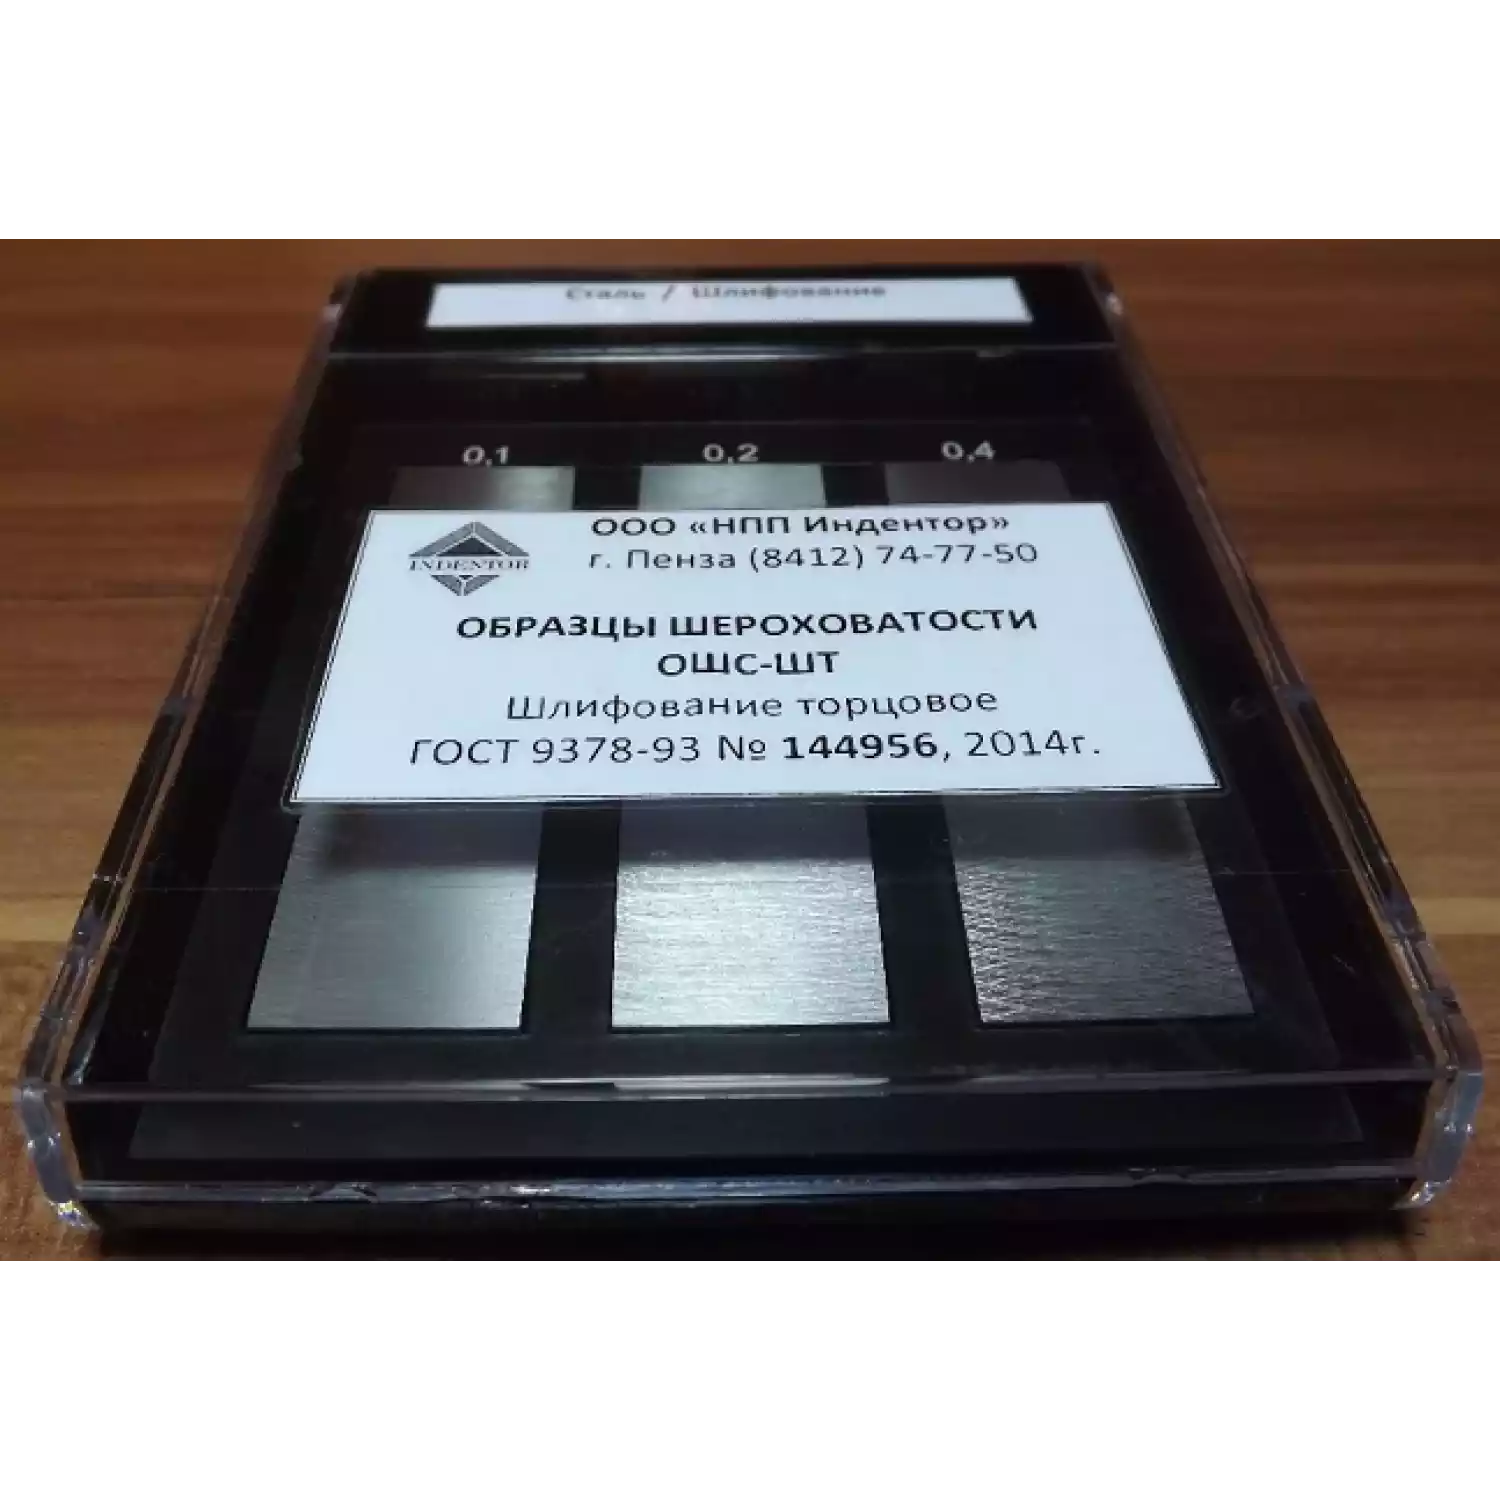 Сталь / Шлифование
0,1 0,2 0,4
INDENTOR
ООО «НПП Индентор»
г. Пенза (8412) 74-77-50
ОБРАЗЦЫ ШЕРОХОВАТОСТИ
ОШС-ШТ
Шлифование торцовое
ГОСТ 9378-93 № 144956, 2014г.